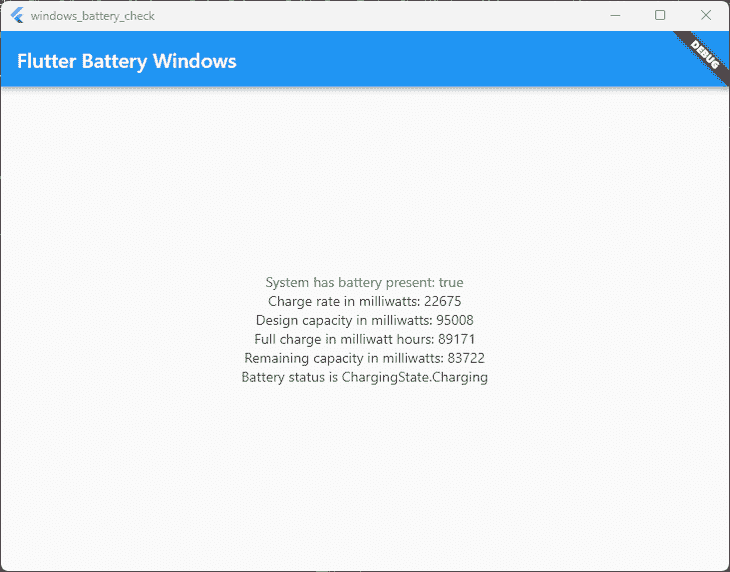 windows_battery_check
DEBUG
Flutter Battery Windows
System has battery present: true
Charge rate in milliwatts: 22675
Design capacity in milliwatts: 95008
Full charge in milliwatt hours: 89171
Remaining capacity in milliwatts: 83722
Battery status is ChargingState.Charging